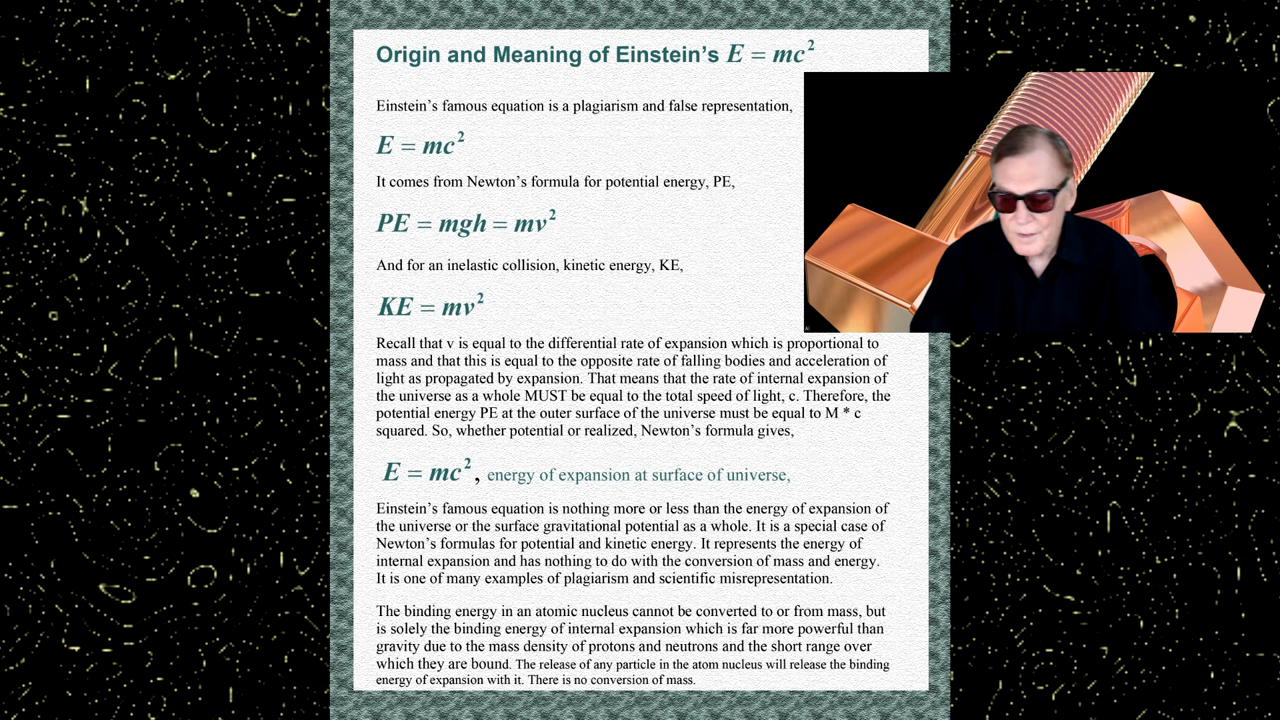 Origin and Meaning of Einstein's E = mc²
Einstein's famous equation is a plagiarism and false representation,
E = mc²
It comes from Newton's formula for potential energy, PE,
PE = mgh = mv²
And for an inelastic collision, kinetic energy, KE,
KE = mv²
Recall that v is equal to the differential rate of expansion which is proportional to
mass and that this is equal to the opposite rate of falling bodies and acceleration of
light as propagated by expansion. That means that the rate of internal expansion of
the universe as a whole MUST be equal to the total speed of light, c. Therefore, the
potential energy PE at the outer surface of the universe must be equal to M * c
squared. So, whether potential or realized, Newton's formula gives,
E = mc², energy of expansion at surface of universe,
Einstein's famous equation is nothing more or less than the energy of expansion of
the universe or the surface gravitational potential as a whole. It is a special case of
Newton's formulas for potential and kinetic energy. It represents the energy of
internal expansion and has nothing to do with the conversion of mass and energy.
It is one of many examples of plagiarism and scientific misrepresentation.
The binding energy in an atomic nucleus cannot be converted to or from mass, but
is solely the binding energy of internal expansion which is far more powerful than
gravity due to the mass density of protons and neutrons and the short range over
which they are bound. The release of any particle in the atom nucleus will release the binding
energy of expansion with it. There is no conversion of mass.